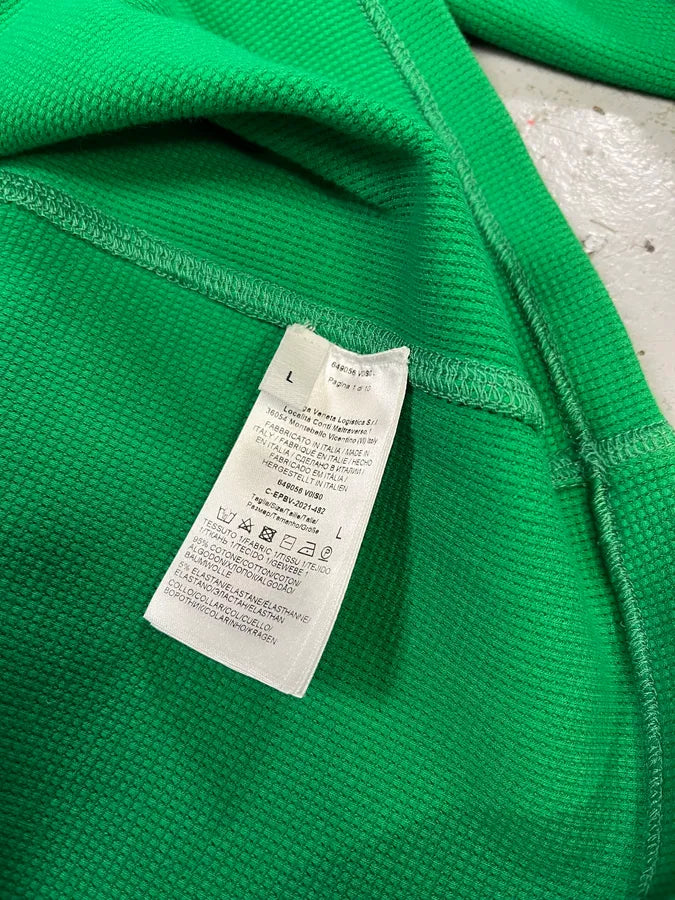 L
649056 V0IS0
Pagina 1 di 10
ga Veneta Logistica S.r.l.
Località Conti Maltraverso,1
36054 Montebello Vicentino (VI) Italy
FABBRICATO IN ITALIA / MADE IN
ITALY / FABRIQUE EN ITALIE / HECHO
EN ITALIA / СДЕЛАНО В ИТАЛИИ /
FABRICADO EM ITALIA /
HERGESTELLT IN ITALIEN
649056 V0IS0
C-EPBV-2021-482
Taglia/Size/Taille/Talla/
Размер/Tamanho/Größe
L
TESSUTO 1/FABRIC 1/TISSU 1/TEJIDO
1/ТКАНЬ 1/TECIDO 1/GEWEBE 1
95% COTONE/COTTON/COTON/
ALGODON/ХЛОПОК/ALGODÃO/
BAUMWOLLE
5% ELASTAN/ELASTANE/ELASTHANNE/
ELASTANO/ЭЛАСТАН/ELASTHAN
COLLO/COLLAR/COL/CUELLO/
ВОРОТНИК/COLARINHO/KRAGEN